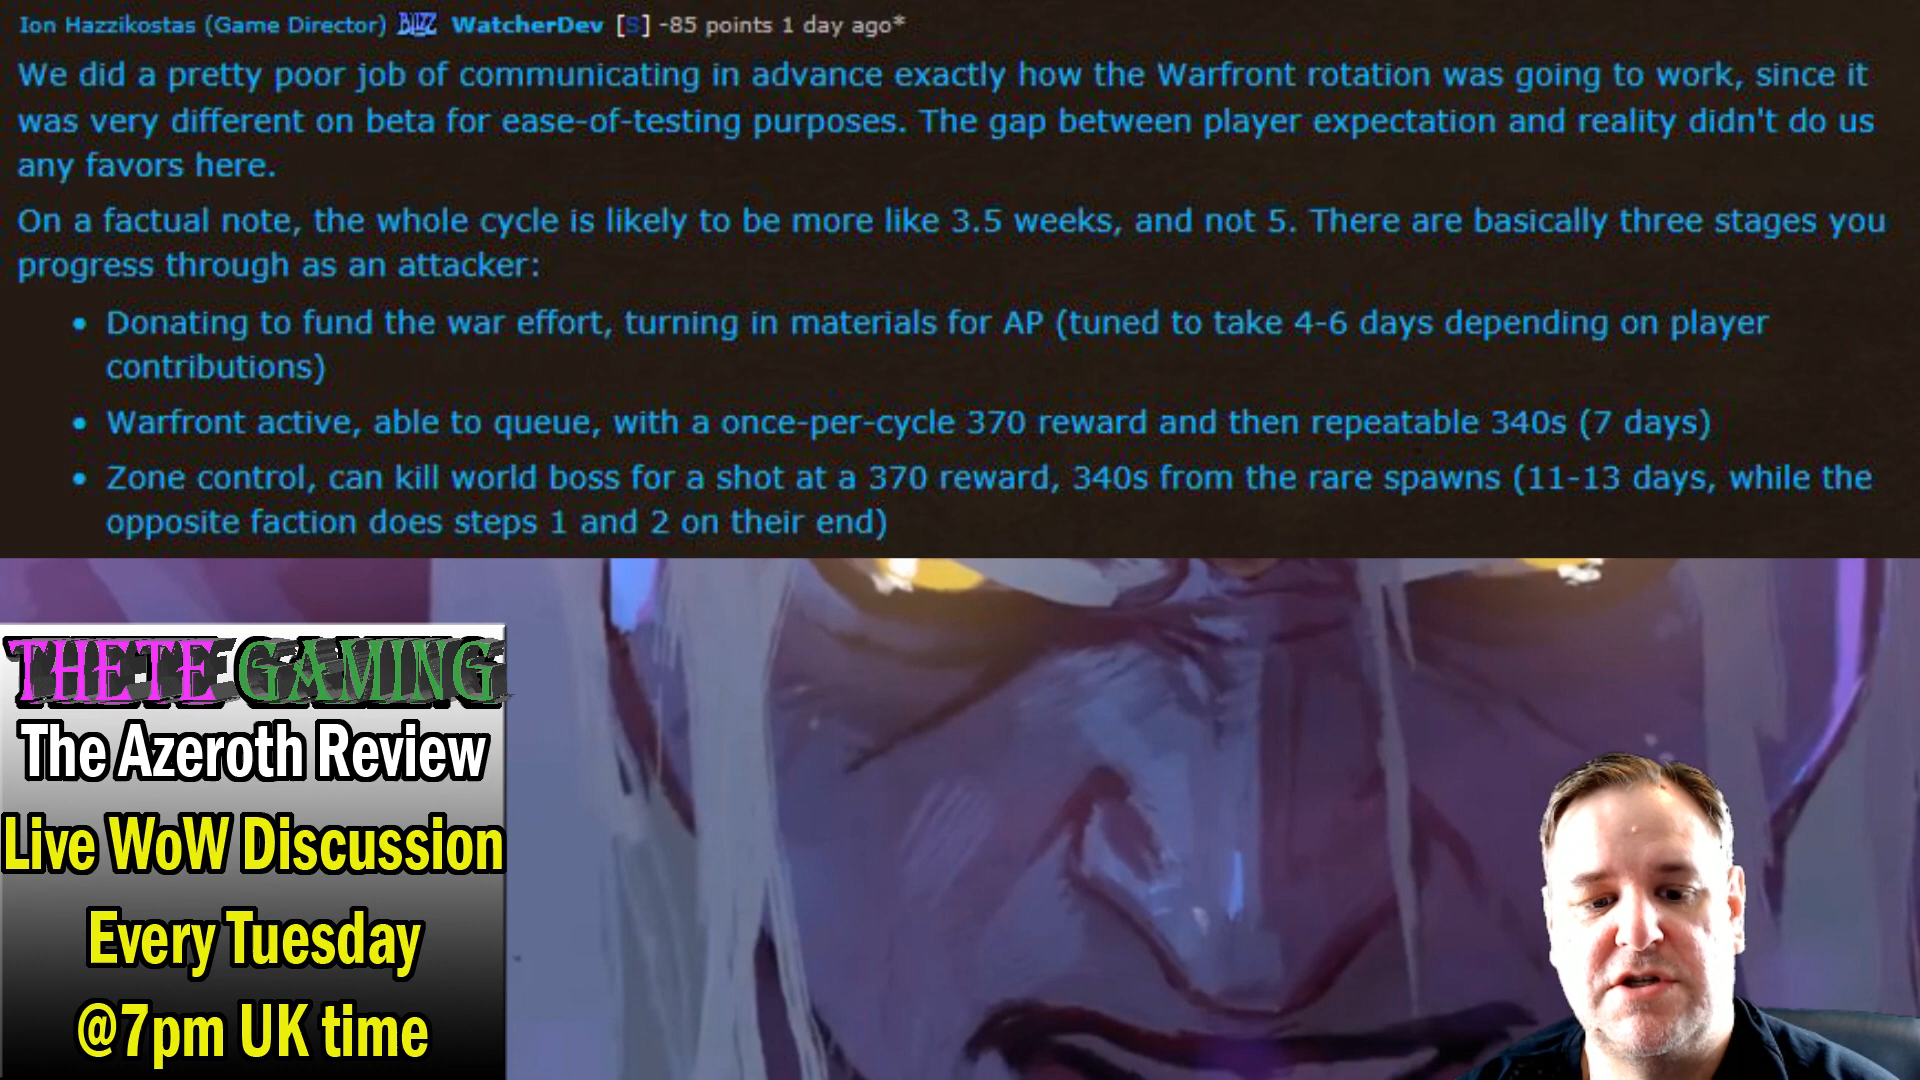 Ion Hazzikostas (Game Director) BLIZZ WatcherDev [S] -85 points 1 day ago*
We did a pretty poor job of communicating in advance exactly how the Warfront rotation was going to work, since it
was very different on beta for ease-of-testing purposes. The gap between player expectation and reality didn't do us
any favors here.
On a factual note, the whole cycle is likely to be more like 3.5 weeks, and not 5. There are basically three stages you
progress through as an attacker:
• Donating to fund the war effort, turning in materials for AP (tuned to take 4-6 days depending on player
contributions)
• Warfront active, able to queue, with a once-per-cycle 370 reward and then repeatable 340s (7 days)
• Zone control, can kill world boss for a shot at a 370 reward, 340s from the rare spawns (11-13 days, while the
opposite faction does steps 1 and 2 on their end)
THETE GAMING
The Azeroth Review
Live WoW Discussion
Every Tuesday
@7pm UK time